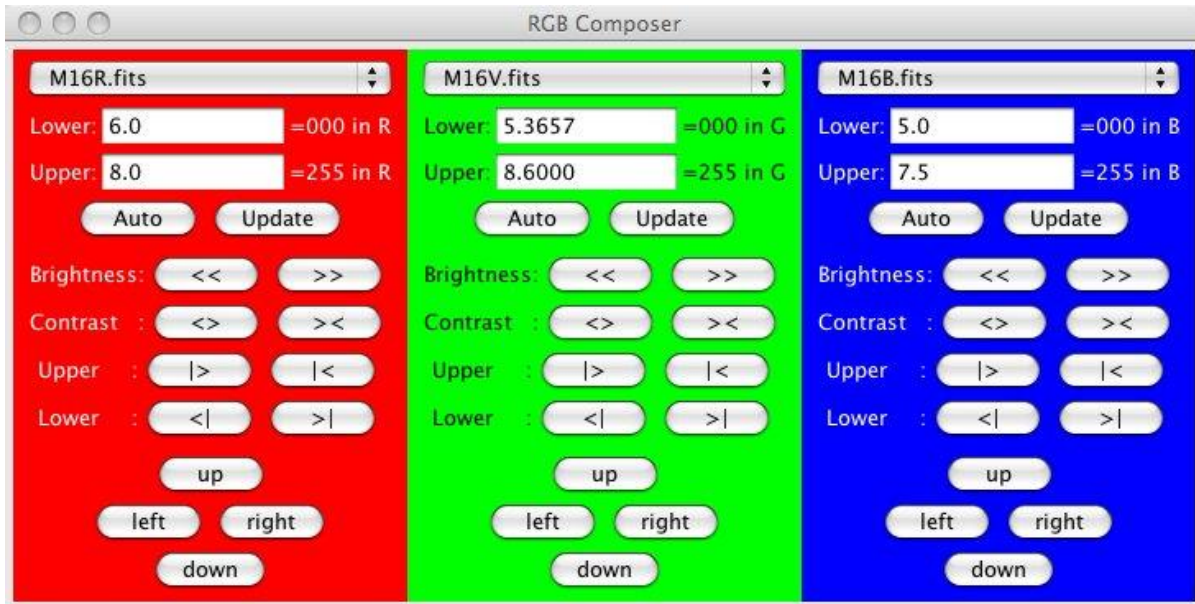 RGB Composer
M16R.fits M16V.fits M16B.fits
Lower: 6.0 =000 in R Lower: 5.3657 =000 in G Lower: 5.0 =000 in B
Upper: 8.0 =255 in R Upper: 8.6000 =255 in G Upper: 7.5 =255 in B
Auto Update Auto Update Auto Update
Brightness: << >> Brightness: << >> Brightness: << >>
Contrast : <> >< Contrast : <> >< Contrast : <> ><
Upper : |> |< Upper : |> |< Upper : |> |<
Lower : <| >| Lower : <| >| Lower : <| >|
up up up
left right left right left right
down down down